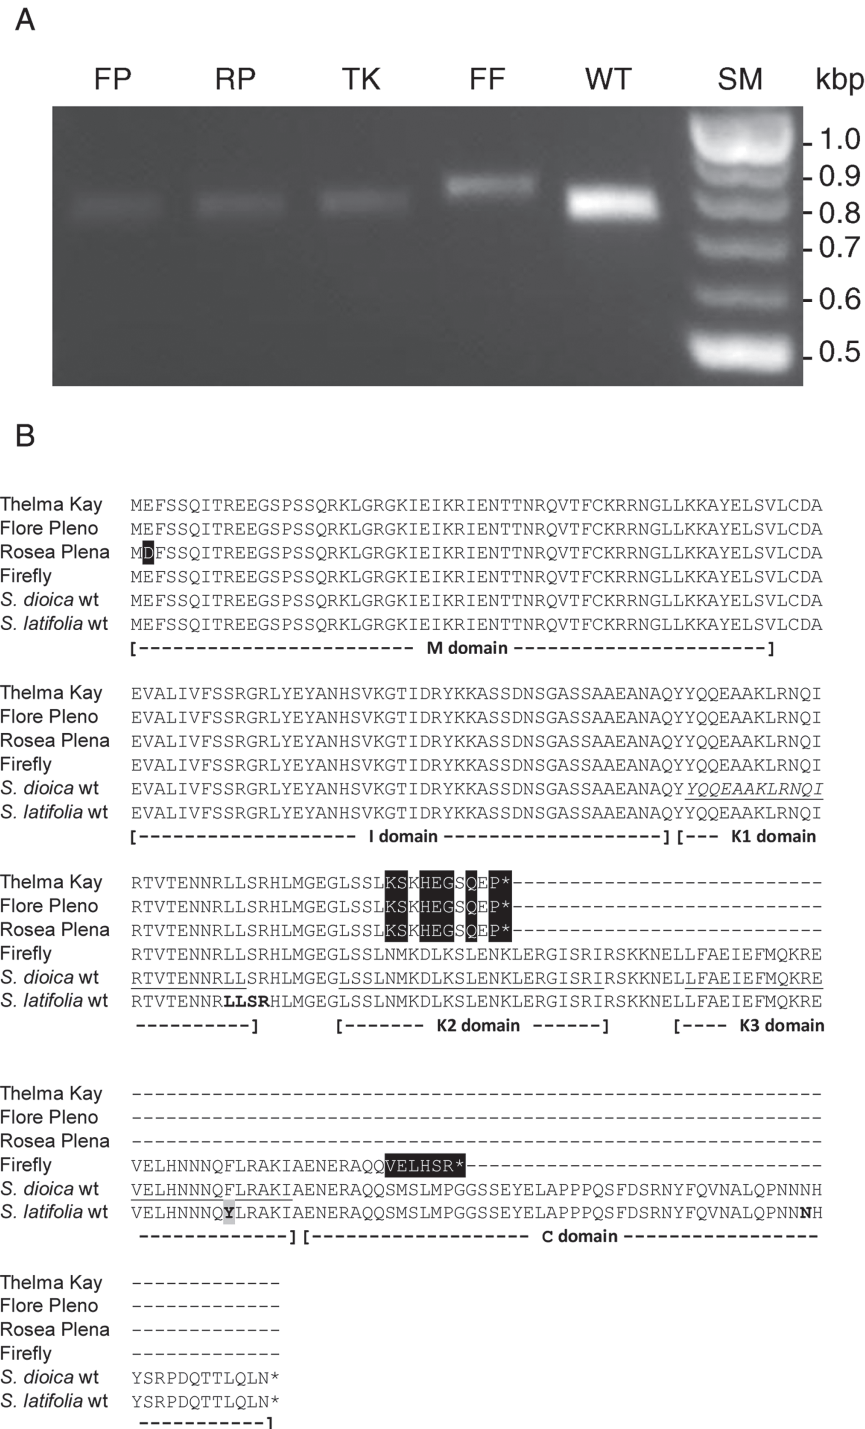 A
FP RP TK FF WT SM kbp
1.0
0.9
0.8
0.7
0.6
0.5
B
Thelma Kay MEFSSQITREEGSPSSQRKLGRGKIEIKRIENTTNRQVTFCKRRNGLLKKAYELSVLCDA
Flore Pleno MEFSSQITREEGSPSSQRKLGRGKIEIKRIENTTNRQVTFCKRRNGLLKKAYELSVLCDA
Rosea Plena MDFSSQITREEGSPSSQRKLGRGKIEIKRIENTTNRQVTFCKRRNGLLKKAYELSVLCDA
Firefly MEFSSQITREEGSPSSQRKLGRGKIEIKRIENTTNRQVTFCKRRNGLLKKAYELSVLCDA
S. dioica wt MEFSSQITREEGSPSSQRKLGRGKIEIKRIENTTNRQVTFCKRRNGLLKKAYELSVLCDA
S. latifolia wt MEFSSQITREEGSPSSQRKLGRGKIEIKRIENTTNRQVTFCKRRNGLLKKAYELSVLCDA
[------------------------ M domain ----------------------]
Thelma Kay EVALIVFSSRGRLYEYANHSVKGTIDRYKKASSDNSGASSAAEANAQYYQQEAAKLRNQI
Flore Pleno EVALIVFSSRGRLYEYANHSVKGTIDRYKKASSDNSGASSAAEANAQYYQQEAAKLRNQI
Rosea Plena EVALIVFSSRGRLYEYANHSVKGTIDRYKKASSDNSGASSAAEANAQYYQQEAAKLRNQI
Firefly EVALIVFSSRGRLYEYANHSVKGTIDRYKKASSDNSGASSAAEANAQYYQQEAAKLRNQI
S. dioica wt EVALIVFSSRGRLYEYANHSVKGTIDRYKKASSDNSGASSAAEANAQYYQQEAAKLRNQI
S. latifolia wt EVALIVFSSRGRLYEYANHSVKGTIDRYKKASSDNSGASSAAEANAQYYQQEAAKLRNQI
[------------------- I domain -------------------] [--- K1 domain
Thelma Kay RTVTENNRLLSRHLMGEGLSSLKSKHEGSQEP*---------------------------
Flore Pleno RTVTENNRLLSRHLMGEGLSSLKSKHEGSQEP*---------------------------
Rosea Plena RTVTENNRLLSRHLMGEGLSSLKSKHEGSQEP*---------------------------
Firefly RTVTENNRLLSRHLMGEGLSSLNMKDLKSLENKLERGISRIRSKKNELLFAEIEFMQKRE
S. dioica wt RTVTENNRLLSRHLMGEGLSSLNMKDLKSLENKLERGISRIRSKKNELLFAEIEFMQKRE
S. latifolia wt RTVTENNRLLSRHLMGEGLSSLNMKDLKSLENKLERGISRIRSKKNELLFAEIEFMQKRE
----------] [------- K2 domain ------] [---- K3 domain
Thelma Kay ------------------------------------------------------------
Flore Pleno ------------------------------------------------------------
Rosea Plena ------------------------------------------------------------
Firefly VELHNNNQFLRAKIAENERAQQVELHSR*-------------------------------
S. dioica wt VELHNNNQFLRAKIAENERAQQSMSLMPGGSSEYELAPPPQSFDSRNYFQVNALQPNNNH
S. latifolia wt VELHNNNQYLRAKIAENERAQQSMSLMPGGSSEYELAPPPQSFDSRNYFQVNALQPNNNH
-------------] [------------------- C domain -----------------
Thelma Kay -------------
Flore Pleno -------------
Rosea Plena -------------
Firefly -------------
S. dioica wt YSRPDQTTLQLN*
S. latifolia wt YSRPDQTTLQLN*
-----------]